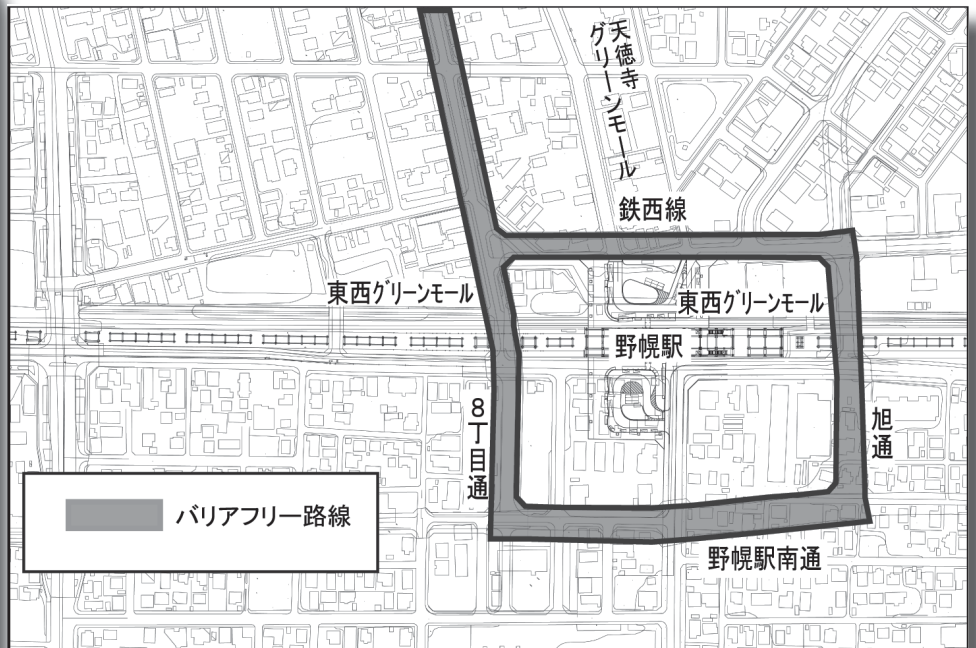 天徳寺
グリーンモール
鉄西線
東西グリーンモール
東西グリーンモール
野幌駅
8丁目通
旭通
バリアフリー路線
野幌駅南通